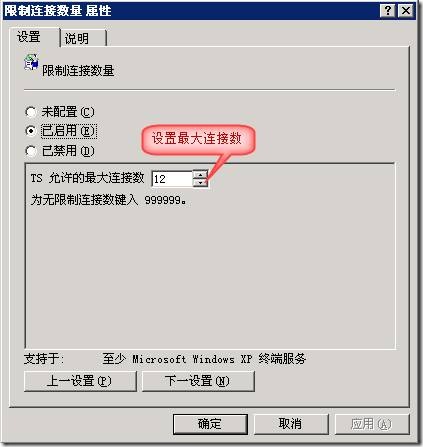 限制连接数量 属性
设置 说明
限制连接数量
未配置(C)
已启用(E)
已禁用(D)
设置最大连接数
TS 允许的最大连接数 12
为无限制连接数键入 999999。
支持于: 至少 Microsoft Windows XP 终端服务
上一设置(P) 下一设置(N)
确定 取消 应用(A)